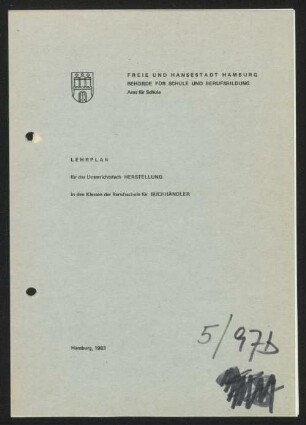 FREIE UND HANSESTADT HAMBURG
BEHÖRDE FÜR SCHULE UND BERUFSBILDUNG
Amt für Schule
LEHRPLAN
für das Unterrichtsfach HERSTELLUNG
in den Klassen der Berufsschule für BUCHHÄNDLER
5/97b
Hamburg, 1983